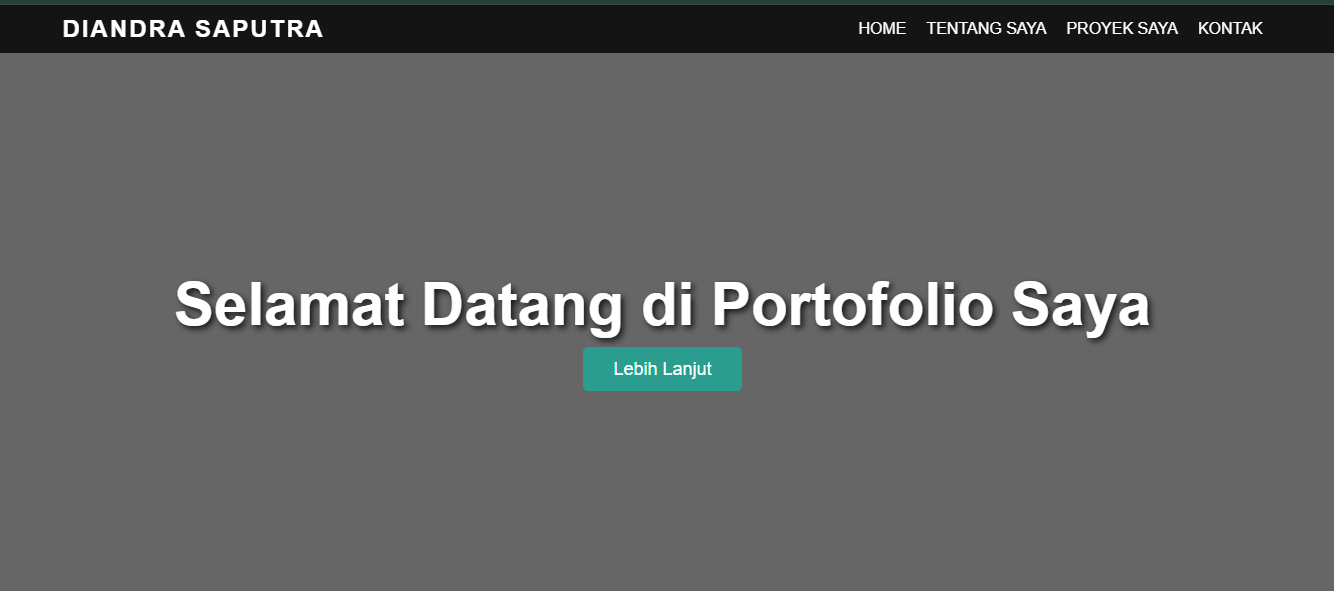 DIANDRA SAPUTRA
HOME TENTANG SAYA PROYEK SAYA KONTAK
Selamat Datang di Portofolio Saya
Lebih Lanjut